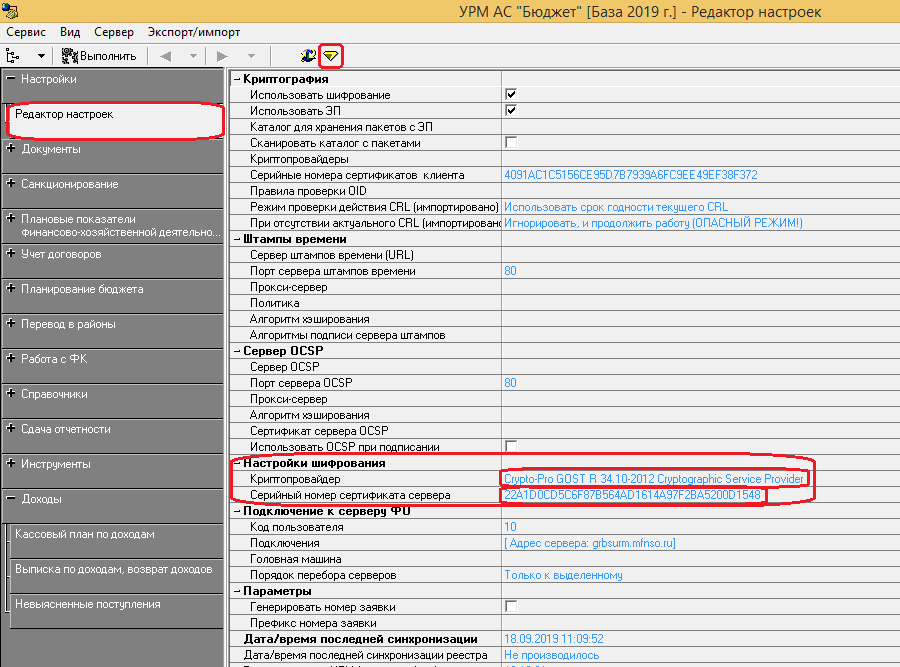 УРМ АС "Бюджет" [База 2019 г.] - Редактор настроек
Сервис Вид Сервер Экспорт/импорт
Выполнить
Настройки
Редактор настроек
Документы
Санкционирование
Плановые показатели
финансово-хозяйственной деятельно...
Учет договоров
Планирование бюджета
Перевод в районы
Работа с ФК
Справочники
Сдача отчетности
Инструменты
Доходы
Кассовый план по доходам
Выписка по доходам, возврат доходов
Невыясненные поступления
Криптография
Использовать шифрование
Использовать ЭП
Каталог для хранения пакетов с ЭП
Сканировать каталог с пакетами
Криптопровайдеры
Серийные номера сертификатов клиента 4091AC1C5156CE95D7B7939A6FC9EE49EF38F372
Правила проверки OID
Режим проверки действия CRL (импортировано) Использовать срок годности текущего CRL
При отсутствии актуального CRL (импортирован Игнорировать, и продолжить работу (ОПАСНЫЙ РЕЖИМ!)
Штампы времени
Сервер штампов времени (URL)
Порт сервера штампов времени 80
Прокси-сервер
Политика
Алгоритм хэширования
Алгоритмы подписи сервера штампов
Сервер OCSP
Сервер OCSP
Порт сервера OCSP 80
Прокси-сервер
Алгоритм хэширования
Сертификат сервера OCSP
Использовать OCSP при подписании
Настройки шифрования
Криптопровайдер Crypto-Pro GOST R 34.10-2012 Cryptographic Service Provider
Серийный номер сертификата сервера 22A1D0CD5C6F87B564AD1614A97F2BA5200D1548
Подключение к серверу ФО
Код пользователя 10
Подключения [ Адрес сервера: grbsurm.mfnso.ru]
Головная машина
Порядок перебора серверов Только к выделенному
Параметры
Генерировать номер заявки
Префикс номера заявки
Дата/время последней синхронизации 18.09.2019 11:09:52
Дата/время последней синхронизации реестра Не производилось